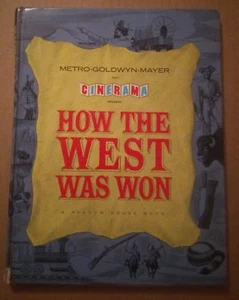 METRO-GOLDWYN-MAYER
CINERAMA
HOW THE
WEST
WAS WON
A RANDOM HOUSE BOOK